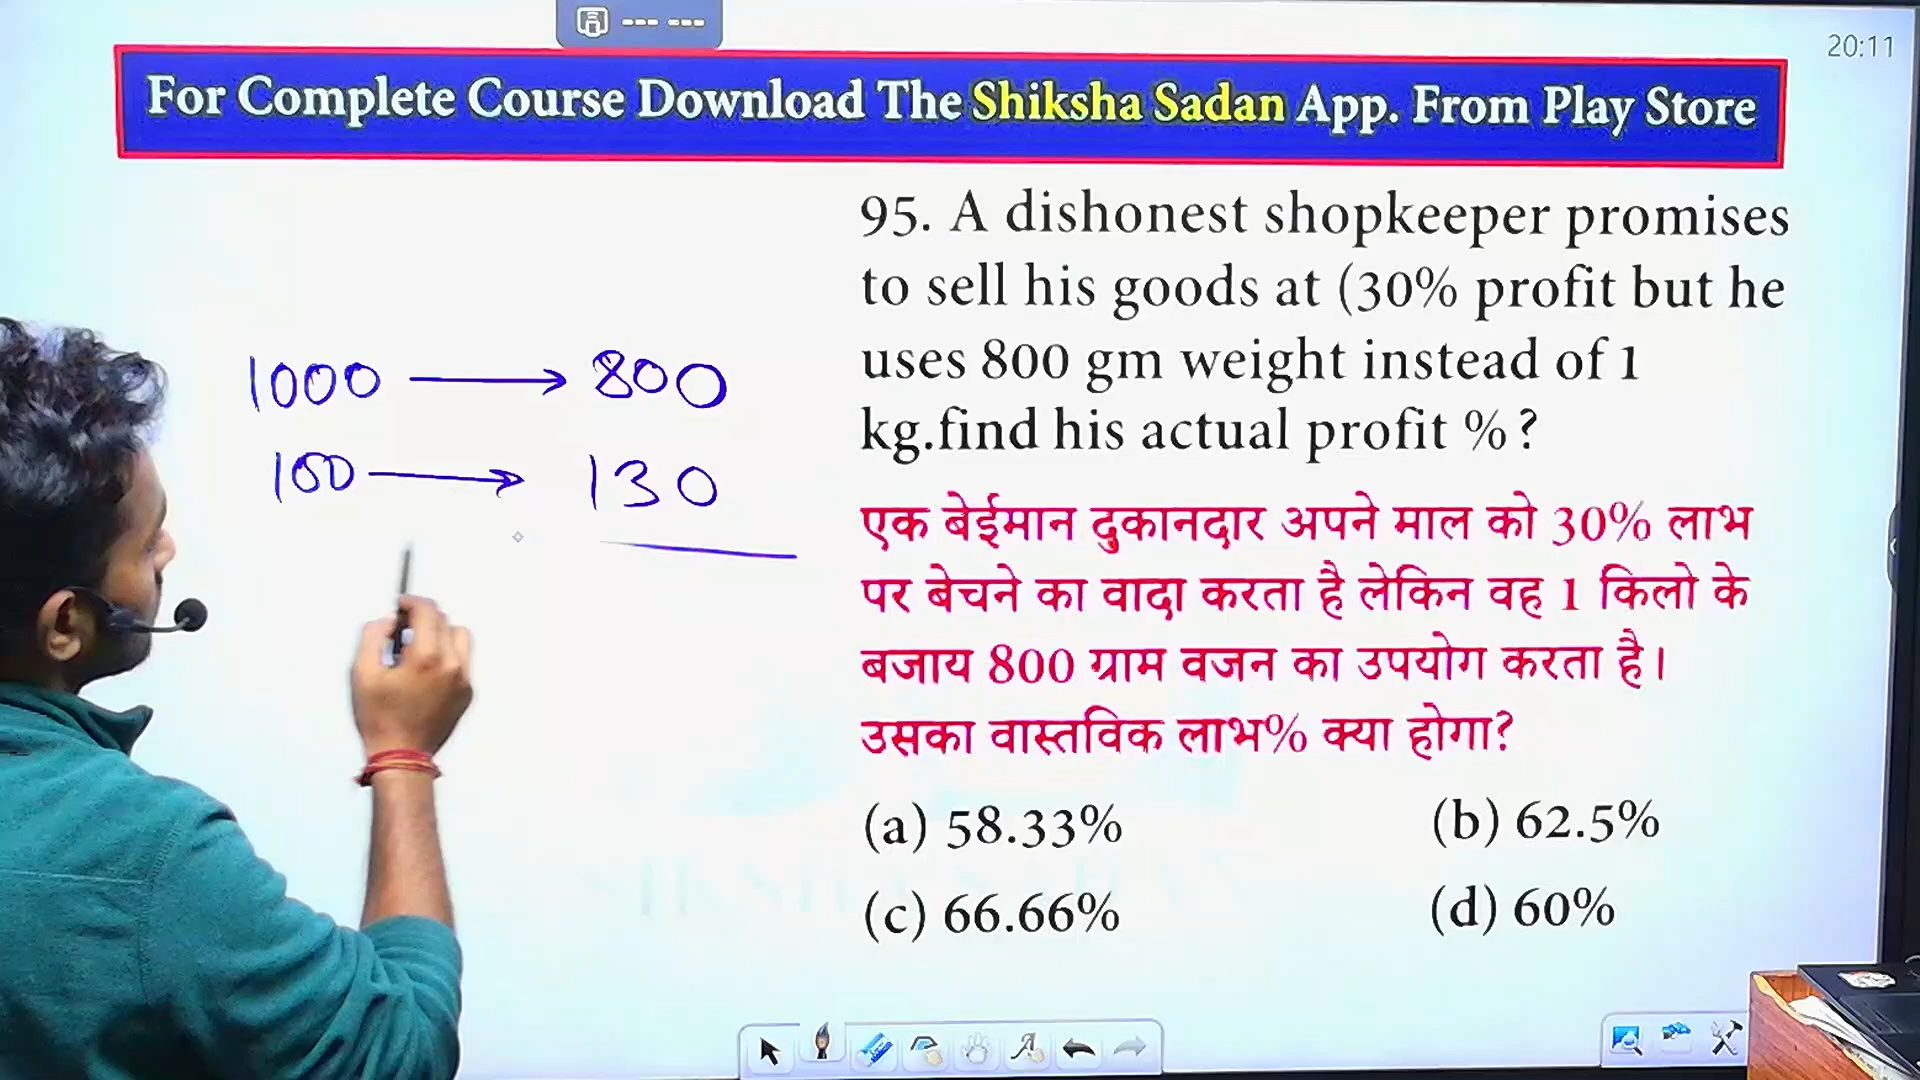 20:11
For Complete Course Download The Shiksha Sadan App. From Play Store
95. A dishonest shopkeeper promises
to sell his goods at (30% profit but he
uses 800 gm weight instead of 1
kg.find his actual profit %?
1000 → 800
100 → 130
एक बेईमान दुकानदार अपने माल को 30% लाभ
पर बेचने का वादा करता है लेकिन वह 1 किलो के
बजाय 800 ग्राम वजन का उपयोग करता है।
उसका वास्तविक लाभ% क्या होगा?
(a) 58.33%
(b) 62.5%
(c) 66.66%
(d) 60%